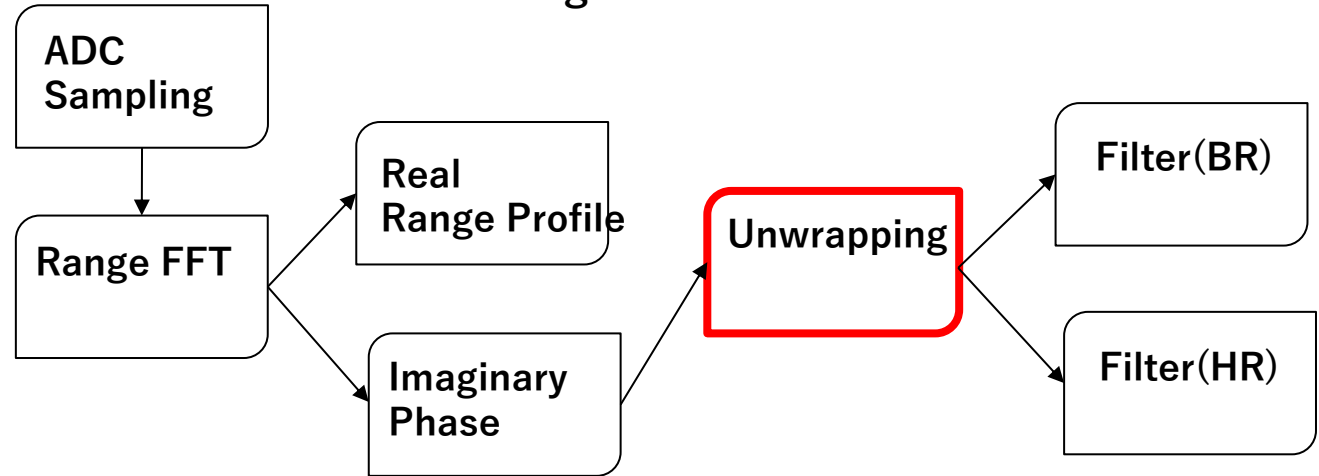 ADC
Sampling
Real
Range Profile
Range FFT
Imaginary
Phase
Unwrapping
Filter(BR)
Filter(HR)